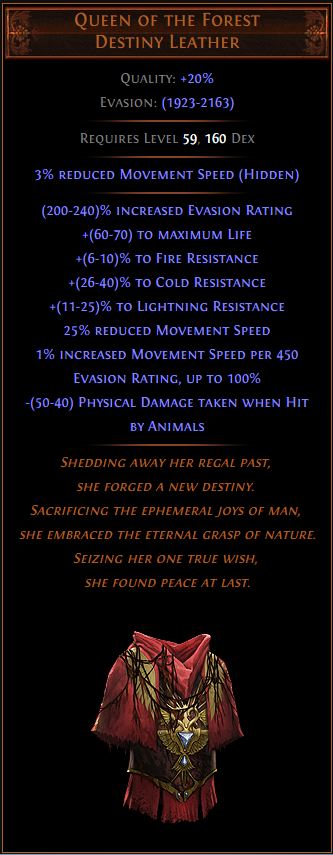 Queen of the Forest
Destiny Leather
Quality: +20%
Evasion: (1923-2163)
Requires Level 59, 160 Dex
3% reduced Movement Speed (Hidden)
(200-240)% increased Evasion Rating
+(60-70) to maximum Life
+(6-10)% to Fire Resistance
+(26-40)% to Cold Resistance
+(11-25)% to Lightning Resistance
25% reduced Movement Speed
1% increased Movement Speed per 450
Evasion Rating, up to 100%
-(50-40) Physical Damage taken when Hit
by Animals
Shedding away her regal past,
she forged a new destiny.
Sacrificing the ephemeral joys of man,
she embraced the eternal grasp of nature.
Seizing her one true wish,
she found peace at last.